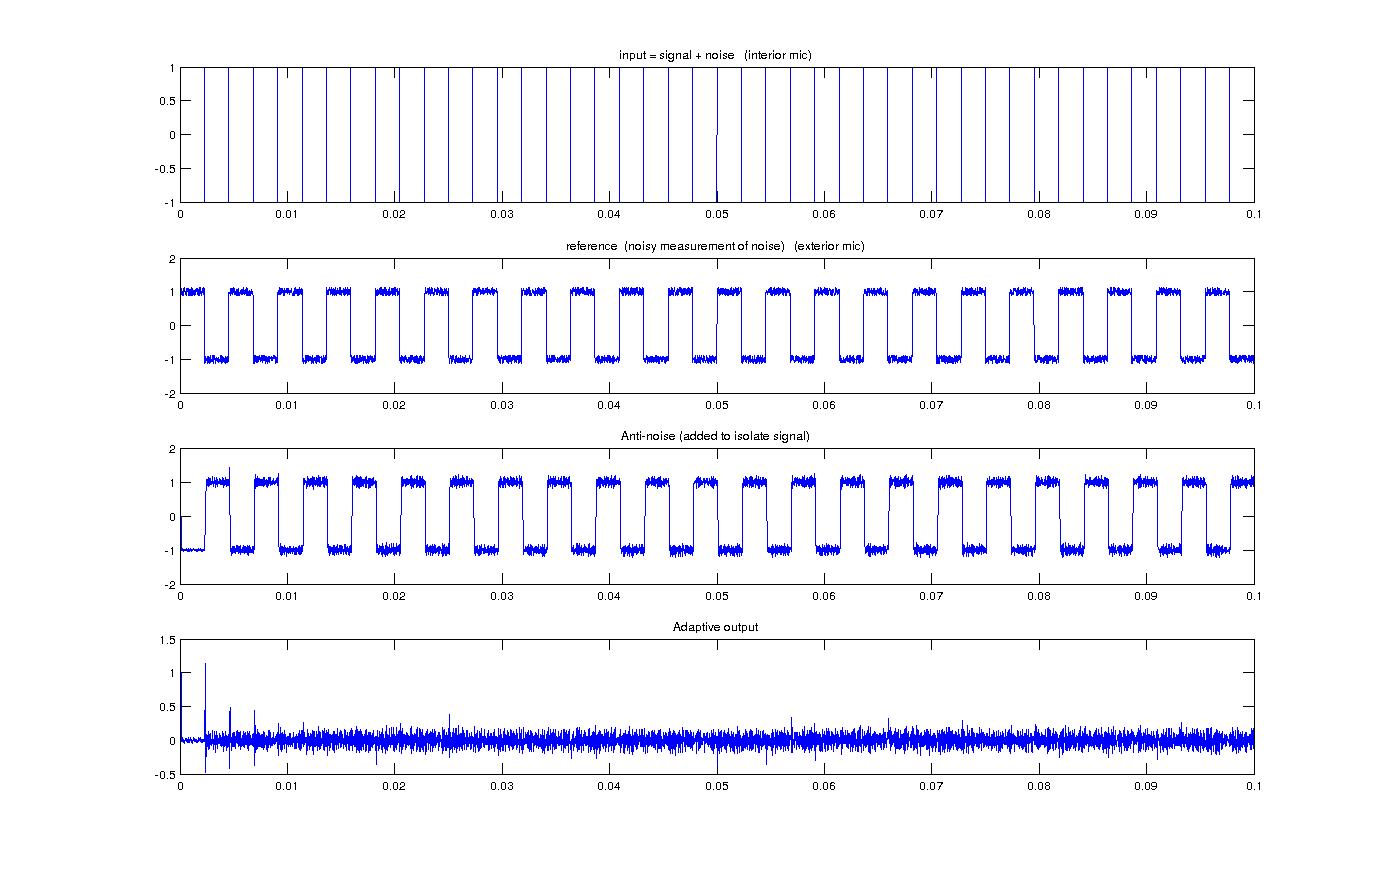 input = signal + noise   (interior mic)
1
0.5
0
-0.5
-1
0 0.01 0.02 0.03 0.04 0.05 0.06 0.07 0.08 0.09 0.1
reference  (noisy measurement of noise)   (exterior mic)
2
1
0
-1
-2
0 0.01 0.02 0.03 0.04 0.05 0.06 0.07 0.08 0.09 0.1
Anti-noise (added to isolate signal)
2
1
0
-1
-2
0 0.01 0.02 0.03 0.04 0.05 0.06 0.07 0.08 0.09 0.1
Adaptive output
1.5
1
0.5
0
-0.5
0 0.01 0.02 0.03 0.04 0.05 0.06 0.07 0.08 0.09 0.1